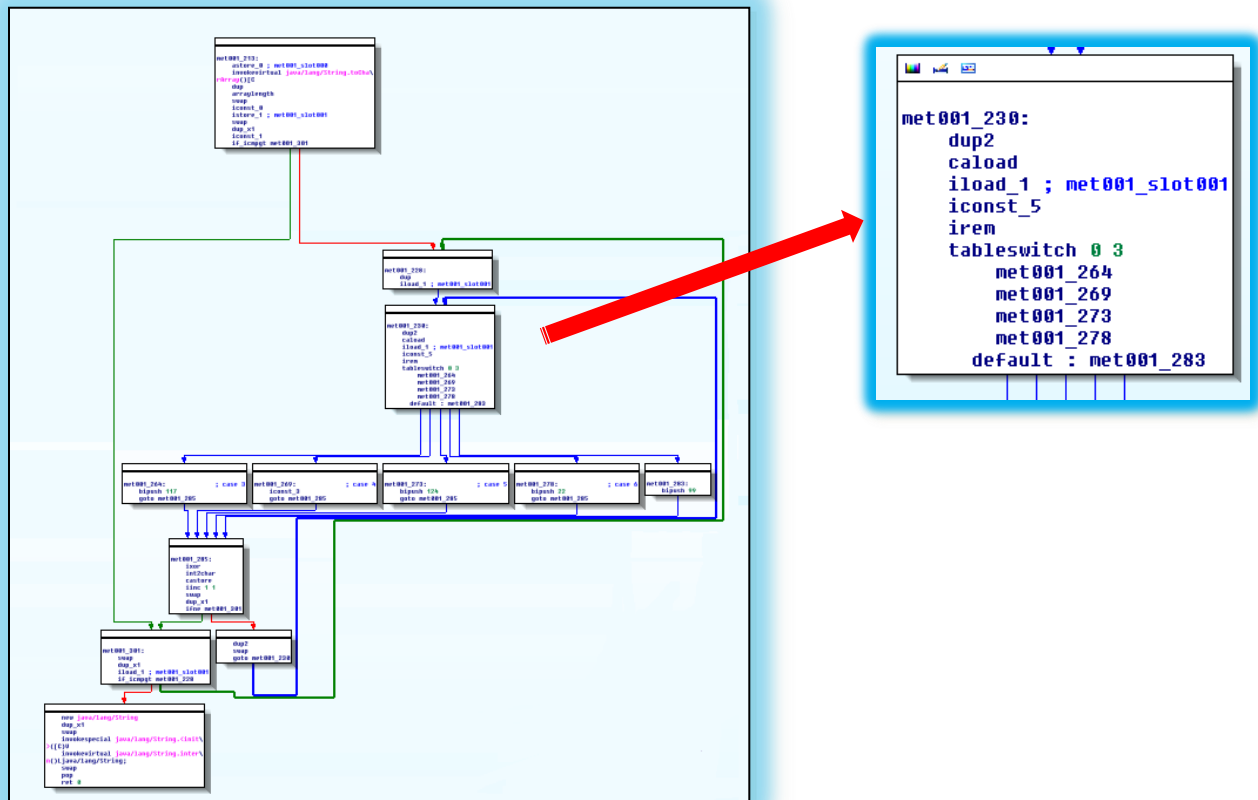 met001_213:
astore_0 ; met001_slot000
invokevirtual java/lang/String.toCha\
rArray()[C
dup
arraylength
swap
iconst_0
istore_1 ; met001_slot001
swap
dup_x1
iconst_1
if_icmpgt met001_301
met001_228:
dup
iload_1 ; met001_slot001
met001_230:
dup2
caload
iload_1 ; met001_slot001
iconst_5
irem
tableswitch 0 3
met001_264
met001_269
met001_273
met001_278
default : met001_283
met001_264: ; case 3
bipush 117
goto met001_285
met001_269: ; case 4
iconst_3
goto met001_285
met001_273: ; case 5
bipush 124
goto met001_285
met001_278: ; case 6
bipush 22
goto met001_285
met001_283:
bipush 99
met001_285:
ixor
int2char
castore
iinc 1 1
swap
dup_x1
ifne met001_301
dup2
swap
goto met001_230
met001_301:
swap
dup_x1
iload_1 ; met001_slot001
if_icmpgt met001_228
new java/lang/String
dup_x1
swap
invokespecial java/lang/String.<init\
>([C)V
invokevirtual java/lang/String.inter\
n()Ljava/lang/String;
swap
pop
ret 0
met001_230:
dup2
caload
iload_1 ; met001_slot001
iconst_5
irem
tableswitch 0 3
met001_264
met001_269
met001_273
met001_278
default : met001_283